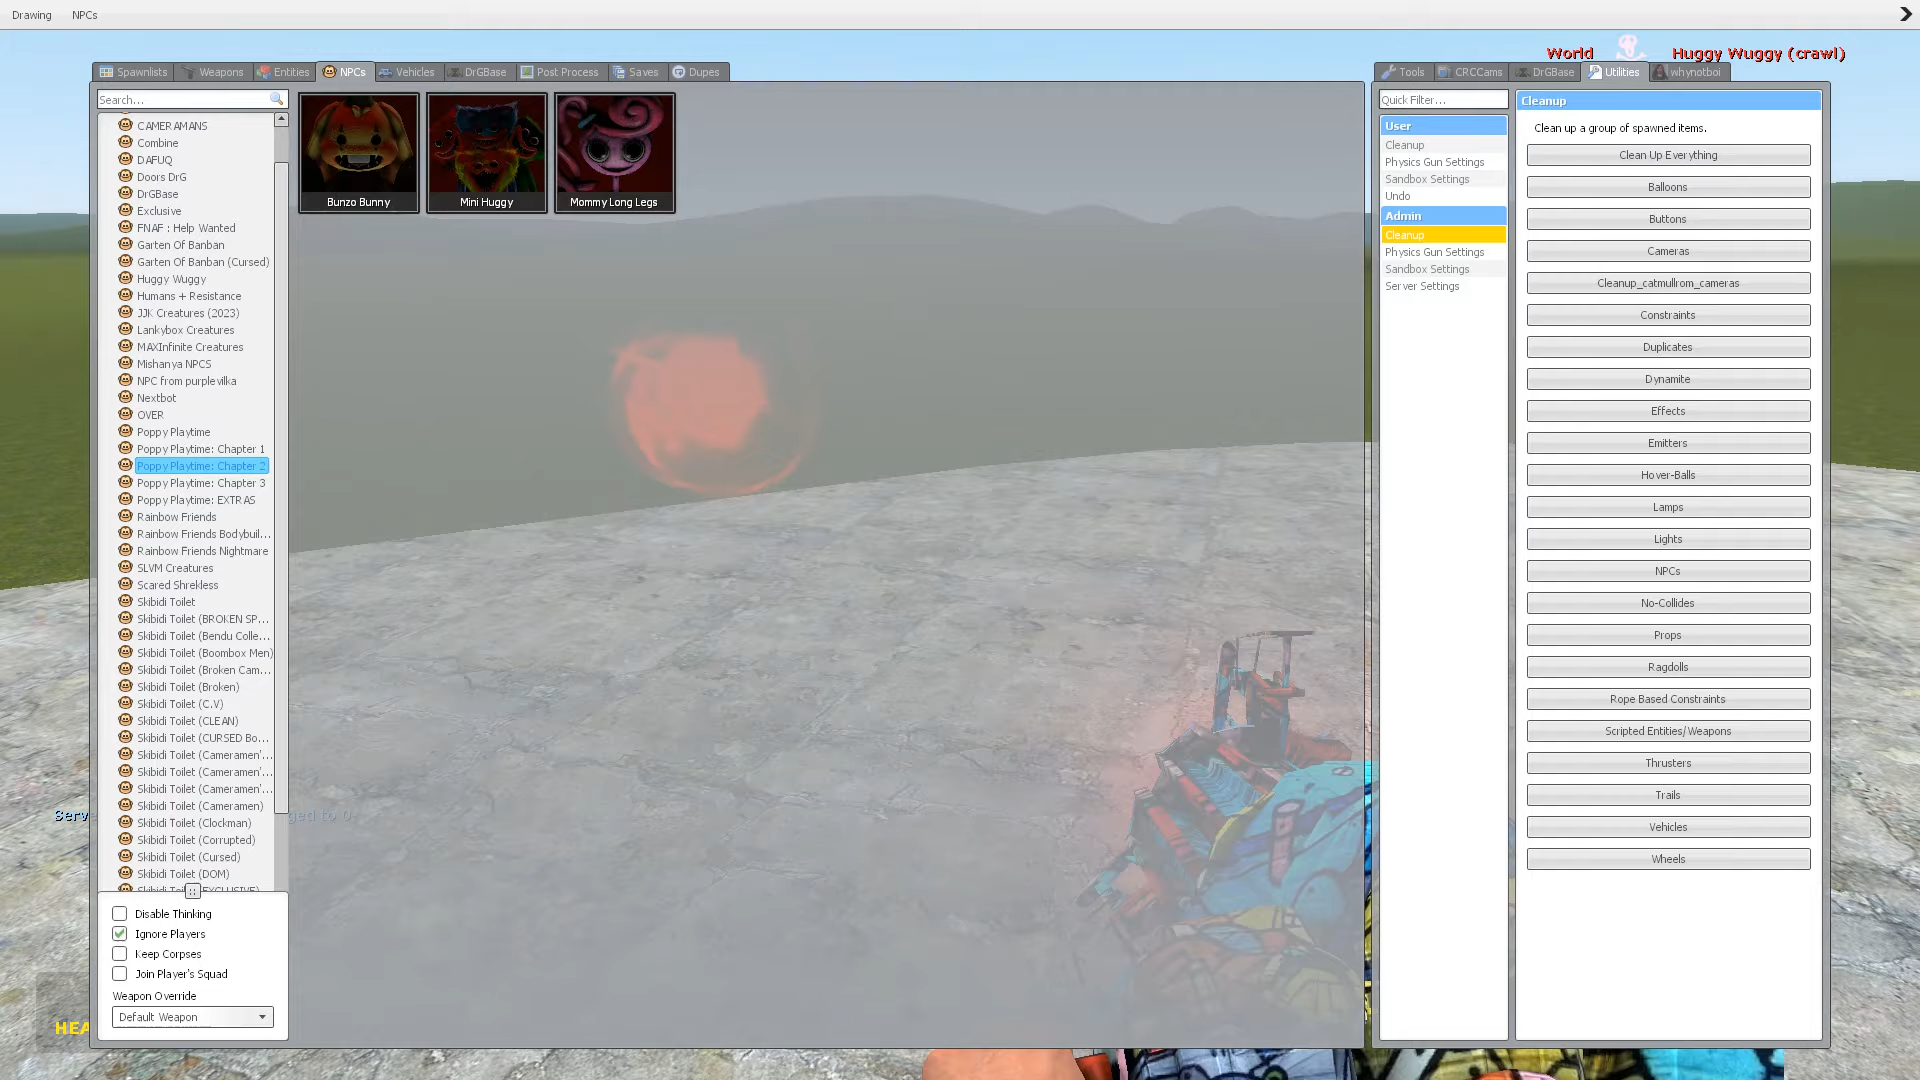 Drawing NPCs
World Huggy Wuggy (crawl)
Spawnlists Weapons Entities NPCs Vehicles DrGBase Post Process Saves Dupes
Tools CRCCams DrGBase Utilities whynotboi
Search...
CAMERAMANS
Combine
DAFUQ
Doors DrG
DrGBase
Exclusive
FNAF : Help Wanted
Garten Of Banban
Garten Of Banban (Cursed)
Huggy Wuggy
Humans + Resistance
JJK Creatures (2023)
Lankybox Creatures
MAXInfinite Creatures
Mishanya NPCS
NPC from purplevilka
Nextbot
OVER
Poppy Playtime
Poppy Playtime: Chapter 1
Poppy Playtime: Chapter 2
Poppy Playtime: Chapter 3
Poppy Playtime: EXTRAS
Rainbow Friends
Rainbow Friends Bodybuil...
Rainbow Friends Nightmare
SLVM Creatures
Scared Shrekless
Skibidi Toilet
Skibidi Toilet (BROKEN SP...
Skibidi Toilet (Bendu Colle...
Skibidi Toilet (Boombox Men)
Skibidi Toilet (Broken Cam...
Skibidi Toilet (Broken)
Skibidi Toilet (C.V)
Skibidi Toilet (CLEAN)
Skibidi Toilet (CURSED Bo...
Skibidi Toilet (Cameramen'...
Skibidi Toilet (Cameramen'...
Skibidi Toilet (Cameramen'...
Skibidi Toilet (Cameramen)
Skibidi Toilet (Clockman)
Skibidi Toilet (Corrupted)
Skibidi Toilet (Cursed)
Skibidi Toilet (DOM)
Disable Thinking
Ignore Players
Keep Corpses
Join Player's Squad
Weapon Override
Default Weapon
Bunzo Bunny
Mini Huggy
Mommy Long Legs
Quick Filter...
User
Cleanup
Physics Gun Settings
Sandbox Settings
Undo
Admin
Cleanup
Physics Gun Settings
Sandbox Settings
Server Settings
Cleanup
Clean up a group of spawned items.
Clean Up Everything
Balloons
Buttons
Cameras
Cleanup_catmullrom_cameras
Constraints
Duplicates
Dynamite
Effects
Emitters
Hover-Balls
Lamps
Lights
NPCs
No-Collides
Props
Ragdolls
Rope Based Constraints
Scripted Entities/Weapons
Thrusters
Trails
Vehicles
Wheels